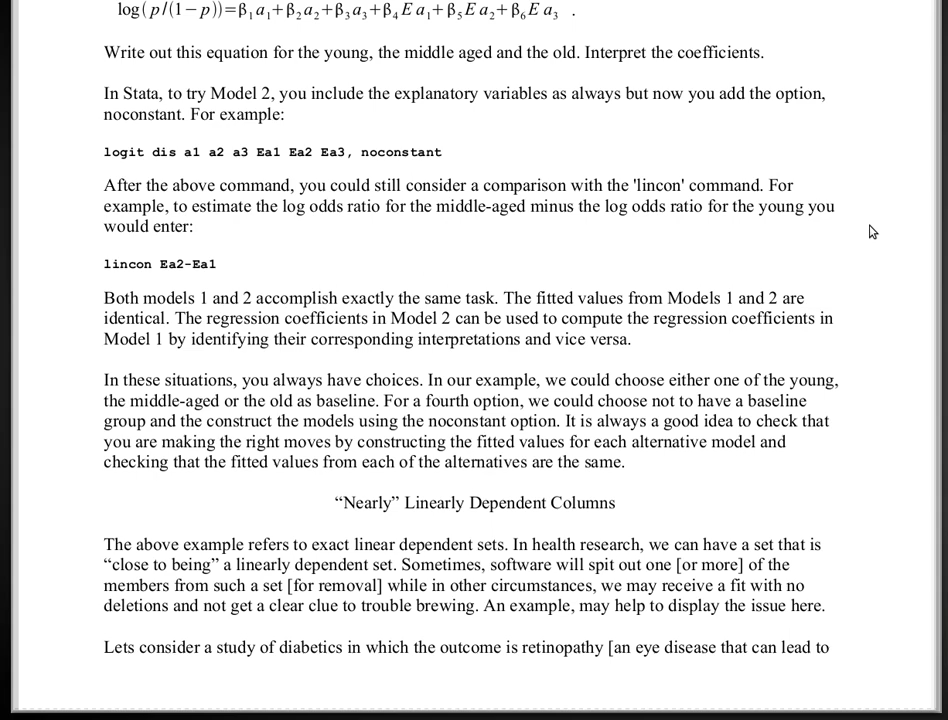 log(p/(1−p))=β₁a₁+β₂a₂+β₃a₃+β₄E a₁+β₅E a₂+β₆E a₃ .
Write out this equation for the young, the middle aged and the old. Interpret the coefficients.
In Stata, to try Model 2, you include the explanatory variables as always but now you add the option,
noconstant. For example:
logit dis a1 a2 a3 Ea1 Ea2 Ea3, noconstant
After the above command, you could still consider a comparison with the 'lincon' command. For
example, to estimate the log odds ratio for the middle-aged minus the log odds ratio for the young you
would enter:
lincon Ea2-Ea1
Both models 1 and 2 accomplish exactly the same task. The fitted values from Models 1 and 2 are
identical. The regression coefficients in Model 2 can be used to compute the regression coefficients in
Model 1 by identifying their corresponding interpretations and vice versa.
In these situations, you always have choices. In our example, we could choose either one of the young,
the middle-aged or the old as baseline. For a fourth option, we could choose not to have a baseline
group and the construct the models using the noconstant option. It is always a good idea to check that
you are making the right moves by constructing the fitted values for each alternative model and
checking that the fitted values from each of the alternatives are the same.
“Nearly” Linearly Dependent Columns
The above example refers to exact linear dependent sets. In health research, we can have a set that is
“close to being” a linearly dependent set. Sometimes, software will spit out one [or more] of the
members from such a set [for removal] while in other circumstances, we may receive a fit with no
deletions and not get a clear clue to trouble brewing. An example, may help to display the issue here.
Lets consider a study of diabetics in which the outcome is retinopathy [an eye disease that can lead to